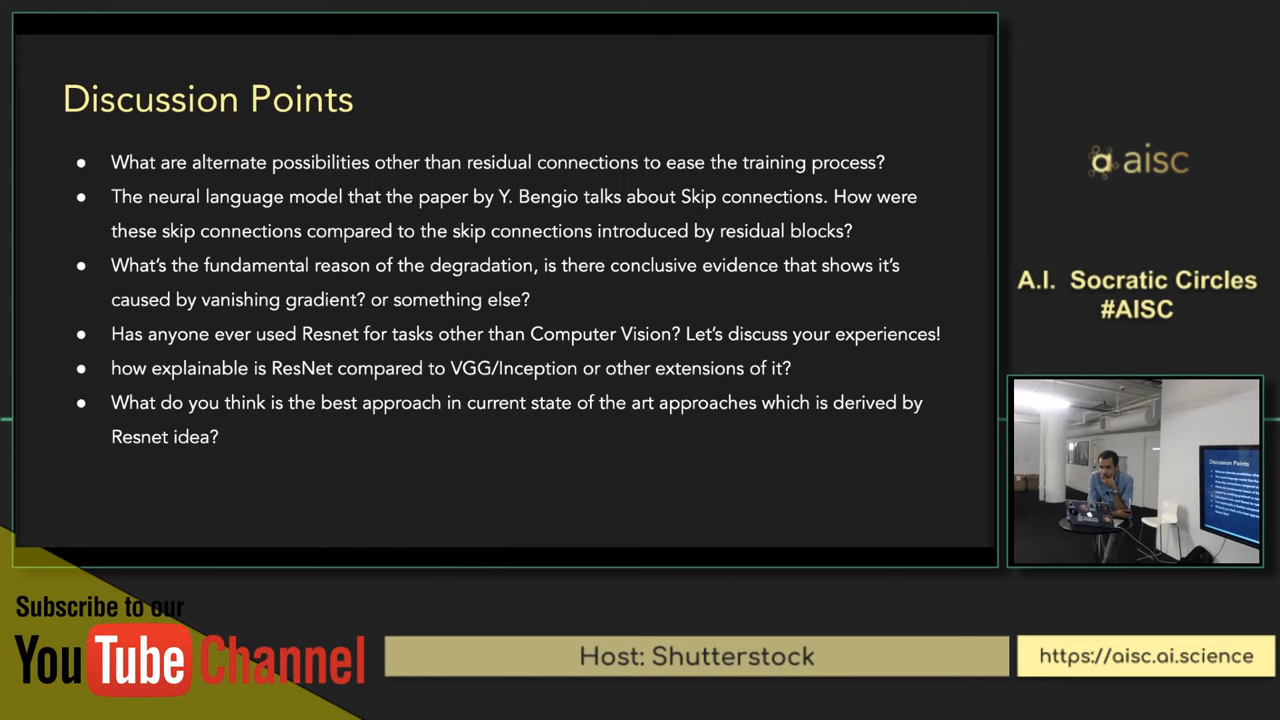 Discussion Points
● What are alternate possibilities other than residual connections to ease the training process?
● The neural language model that the paper by Y. Bengio talks about Skip connections. How were
these skip connections compared to the skip connections introduced by residual blocks?
● What's the fundamental reason of the degradation, is there conclusive evidence that shows it's
caused by vanishing gradient? or something else?
● Has anyone ever used Resnet for tasks other than Computer Vision? Let's discuss your experiences!
● how explainable is ResNet compared to VGG/Inception or other extensions of it?
● What do you think is the best approach in current state of the art approaches which is derived by
Resnet idea?
aisc
A.I. Socratic Circles
#AISC
Discussion Points
Subscribe to our
YouTube Channel
Host: Shutterstock
https://aisc.ai.science